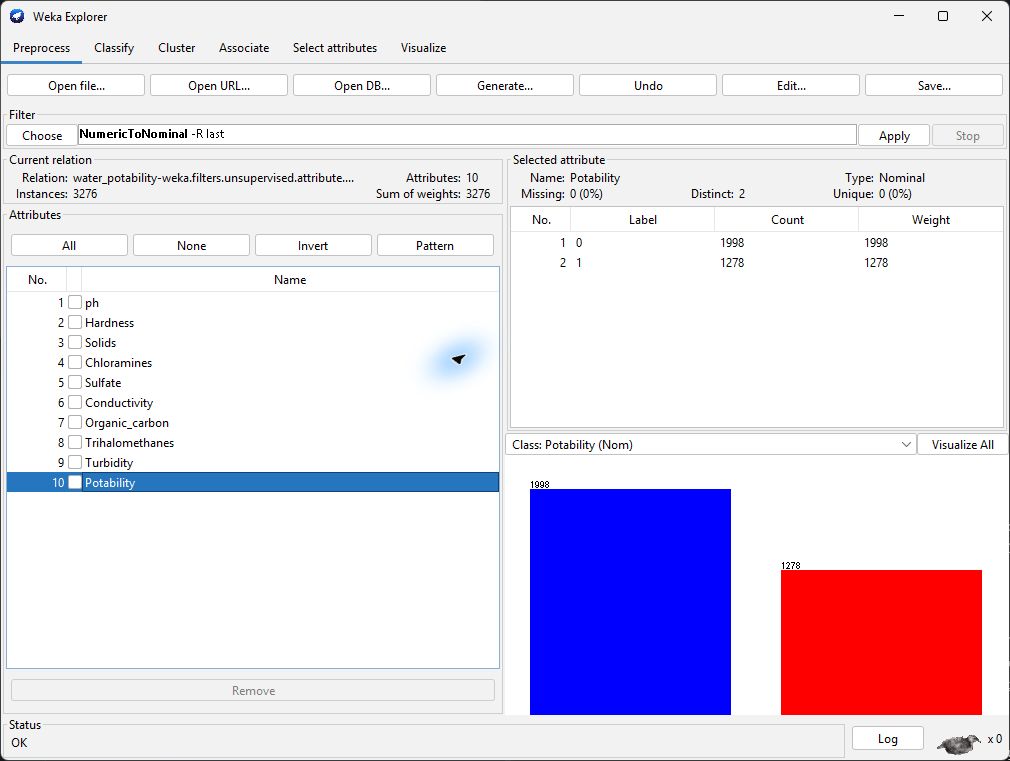 Weka Explorer
Preprocess Classify Cluster Associate Select attributes Visualize
Open file... Open URL... Open DB... Generate... Undo Edit... Save...
Filter
Choose NumericToNominal -R last Apply Stop
Current relation
Relation: water_potability-weka.filters.unsupervised.attribute.... Attributes: 10
Instances: 3276 Sum of weights: 3276
Attributes
All None Invert Pattern
No. Name
1 ph
2 Hardness
3 Solids
4 Chloramines
5 Sulfate
6 Conductivity
7 Organic_carbon
8 Trihalomethanes
9 Turbidity
10 Potability
Remove
Selected attribute
Name: Potability Type: Nominal
Missing: 0 (0%) Distinct: 2 Unique: 0 (0%)
No. Label Count Weight
1 0 1998 1998
2 1 1278 1278
Class: Potability (Nom) Visualize All
1998
1278
Status
OK
Log x 0